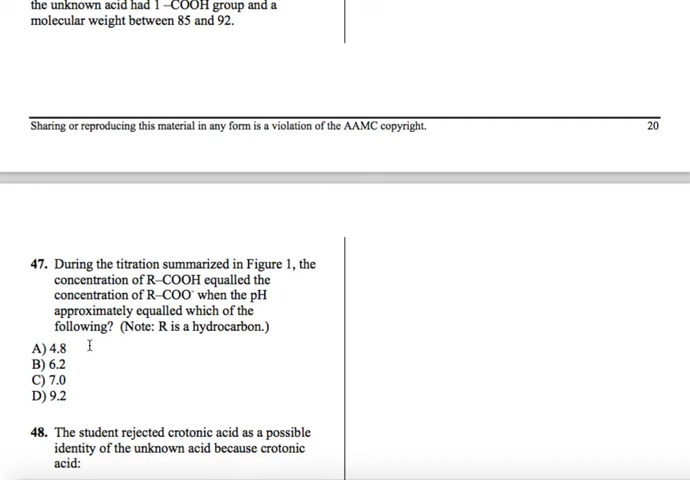 the unknown acid had 1 –COOH group and a
molecular weight between 85 and 92.
Sharing or reproducing this material in any form is a violation of the AAMC copyright.
20
47. During the titration summarized in Figure 1, the
concentration of R–COOH equalled the
concentration of R–COO⁻ when the pH
approximately equalled which of the
following? (Note: R is a hydrocarbon.)
A) 4.8
B) 6.2
C) 7.0
D) 9.2
48. The student rejected crotonic acid as a possible
identity of the unknown acid because crotonic
acid: